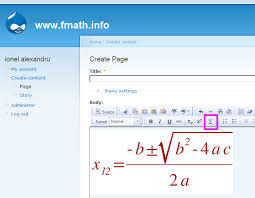 www.fmath.info
Home › Create content
ionel alexandru
My account
Create content
Page
Story
Administer
Log out
Create Page
Title: *
Menu settings
Body:
Source
Format Normal
x₁₂ = -b±√b²-4ac
2a